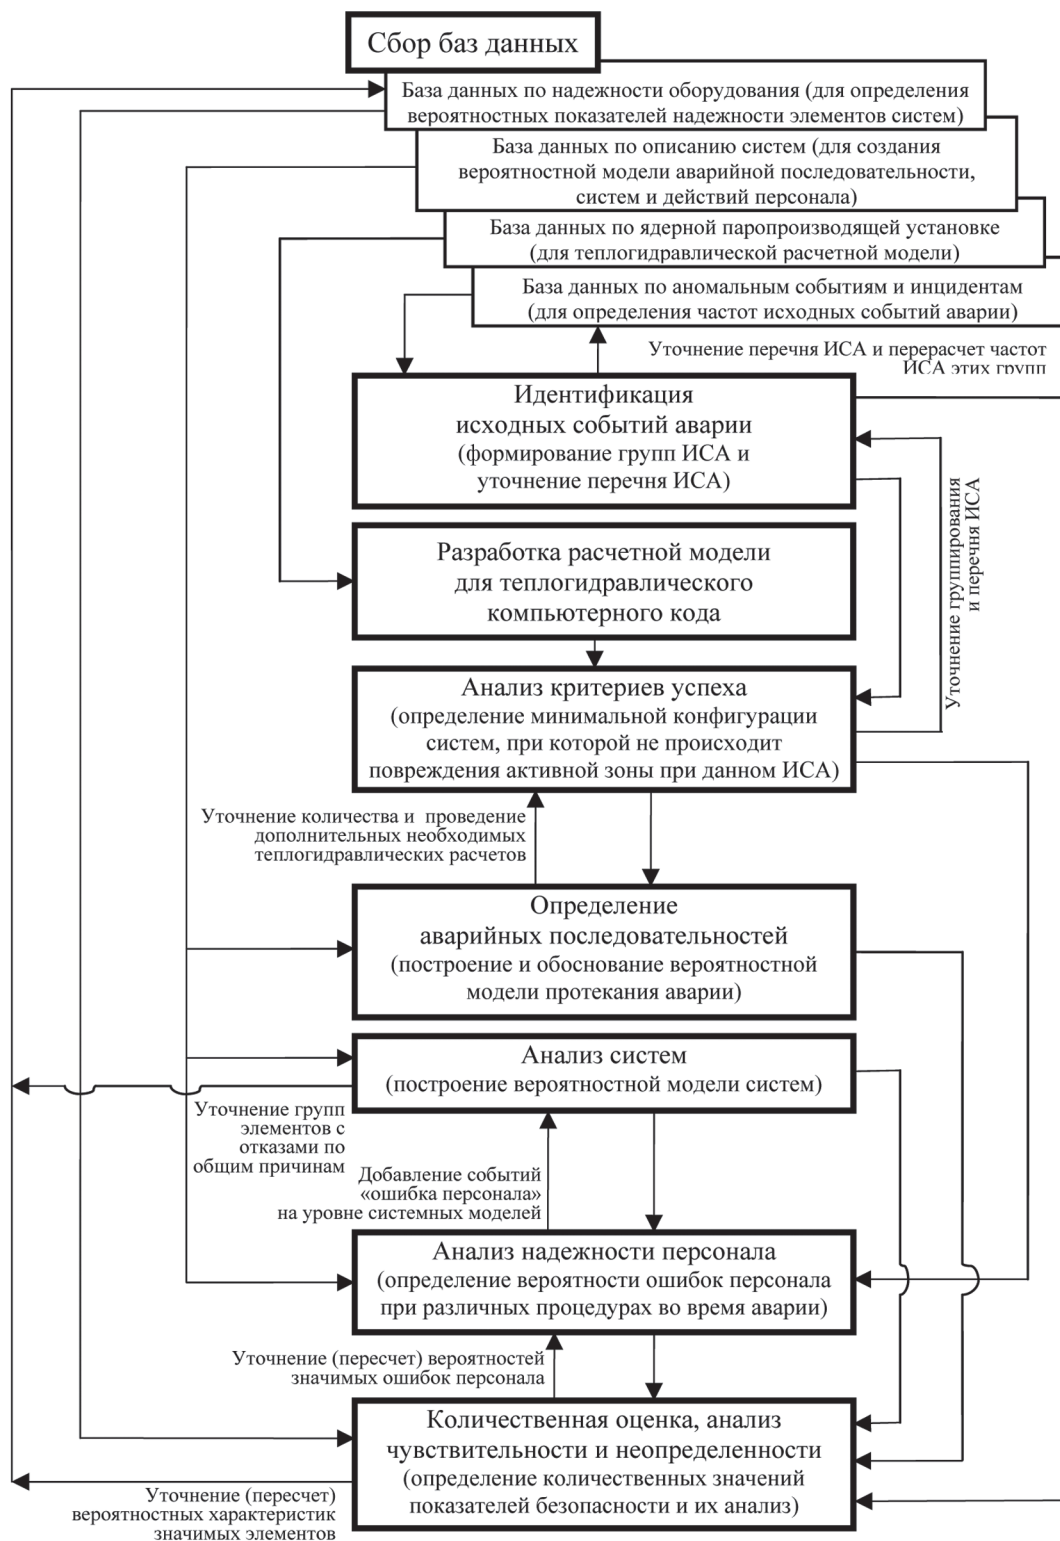 Сбор баз данных
База данных по надежности оборудования (для определения
вероятностных показателей надежности элементов систем)
База данных по описанию систем (для создания
вероятностной модели аварийной последовательности,
систем и действий персонала)
База данных по ядерной паропроизводящей установке
(для теплогидравлической расчетной модели)
База данных по аномальным событиям и инцидентам
(для определения частот исходных событий аварии)
Уточнение перечня ИСА и перерасчет частот
ИСА этих групп
Идентификация
исходных событий аварии
(формирование групп ИСА и
уточнение перечня ИСА)
Уточнение группирования
и перечня ИСА
Разработка расчетной модели
для теплогидравлического
компьютерного кода
Анализ критериев успеха
(определение минимальной конфигурации
систем, при которой не происходит
повреждения активной зоны при данном ИСА)
Уточнение количества и проведение
дополнительных необходимых
теплогидравлических расчетов
Определение
аварийных последовательностей
(построение и обоснование вероятностной
модели протекания аварии)
Анализ систем
(построение вероятностной модели систем)
Уточнение групп
элементов с
отказами по
общим причинам
Добавление событий
«ошибка персонала»
на уровне системных моделей
Анализ надежности персонала
(определение вероятности ошибок персонала
при различных процедурах во время аварии)
Уточнение (пересчет) вероятностей
значимых ошибок персонала
Количественная оценка, анализ
чувствительности и неопределенности
(определение количественных значений
показателей безопасности и их анализ)
Уточнение (пересчет)
вероятностных характеристик
значимых элементов